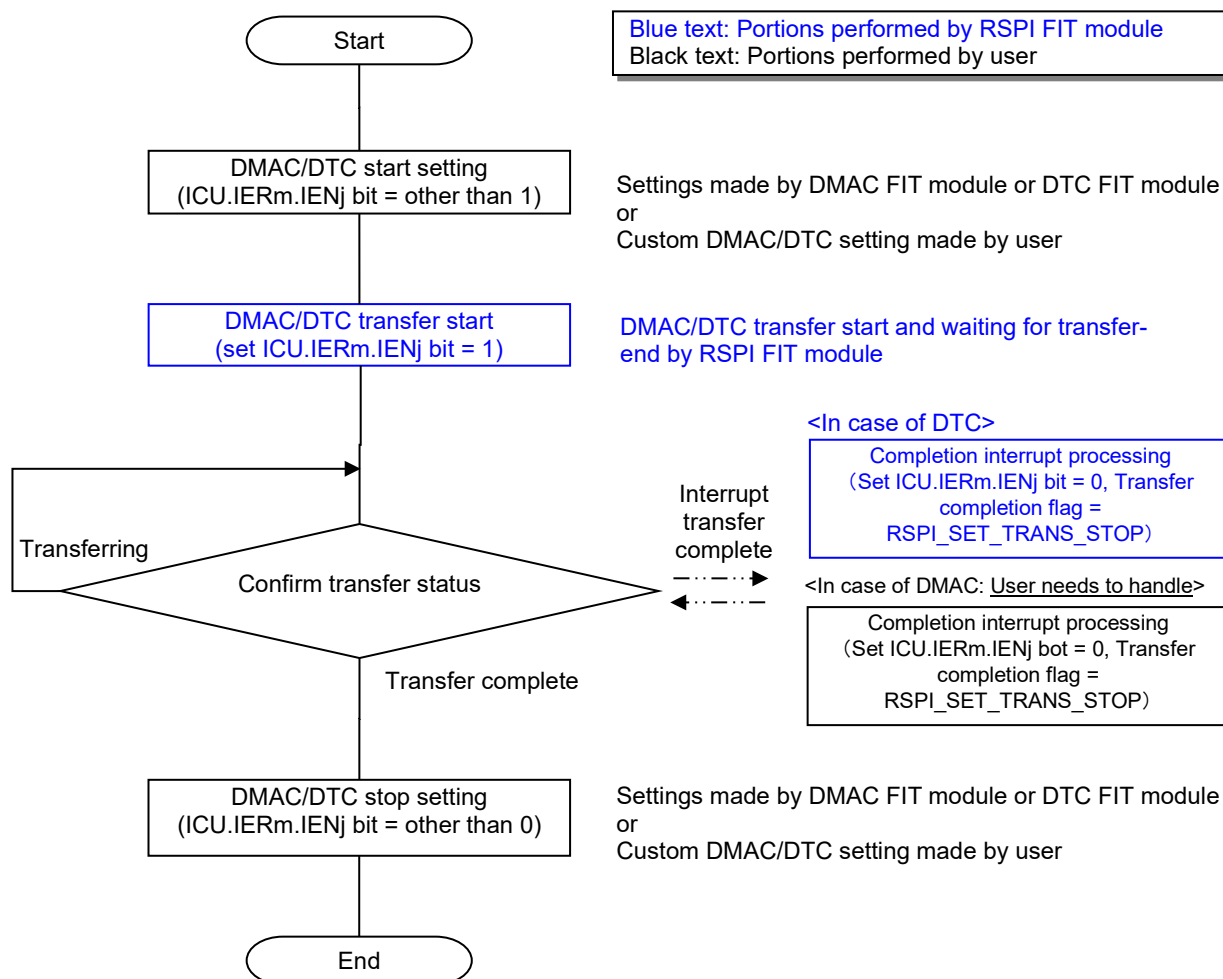 Start
Blue text: Portions performed by RSPI FIT module
Black text: Portions performed by user
DMAC/DTC start setting
(ICU.IERm.IENj bit = other than 1)
Settings made by DMAC FIT module or DTC FIT module
or
Custom DMAC/DTC setting made by user
DMAC/DTC transfer start
(set ICU.IERm.IENj bit = 1)
DMAC/DTC transfer start and waiting for transfer-
end by RSPI FIT module
Transferring
Confirm transfer status
Interrupt
transfer
complete
<In case of DTC>
Completion interrupt processing
（Set ICU.IERm.IENj bit = 0, Transfer
completion flag =
RSPI_SET_TRANS_STOP）
<In case of DMAC: User needs to handle>
Completion interrupt processing
（Set ICU.IERm.IENj bot = 0, Transfer
completion flag =
RSPI_SET_TRANS_STOP）
Transfer complete
DMAC/DTC stop setting
(ICU.IERm.IENj bit = other than 0)
Settings made by DMAC FIT module or DTC FIT module
or
Custom DMAC/DTC setting made by user
End